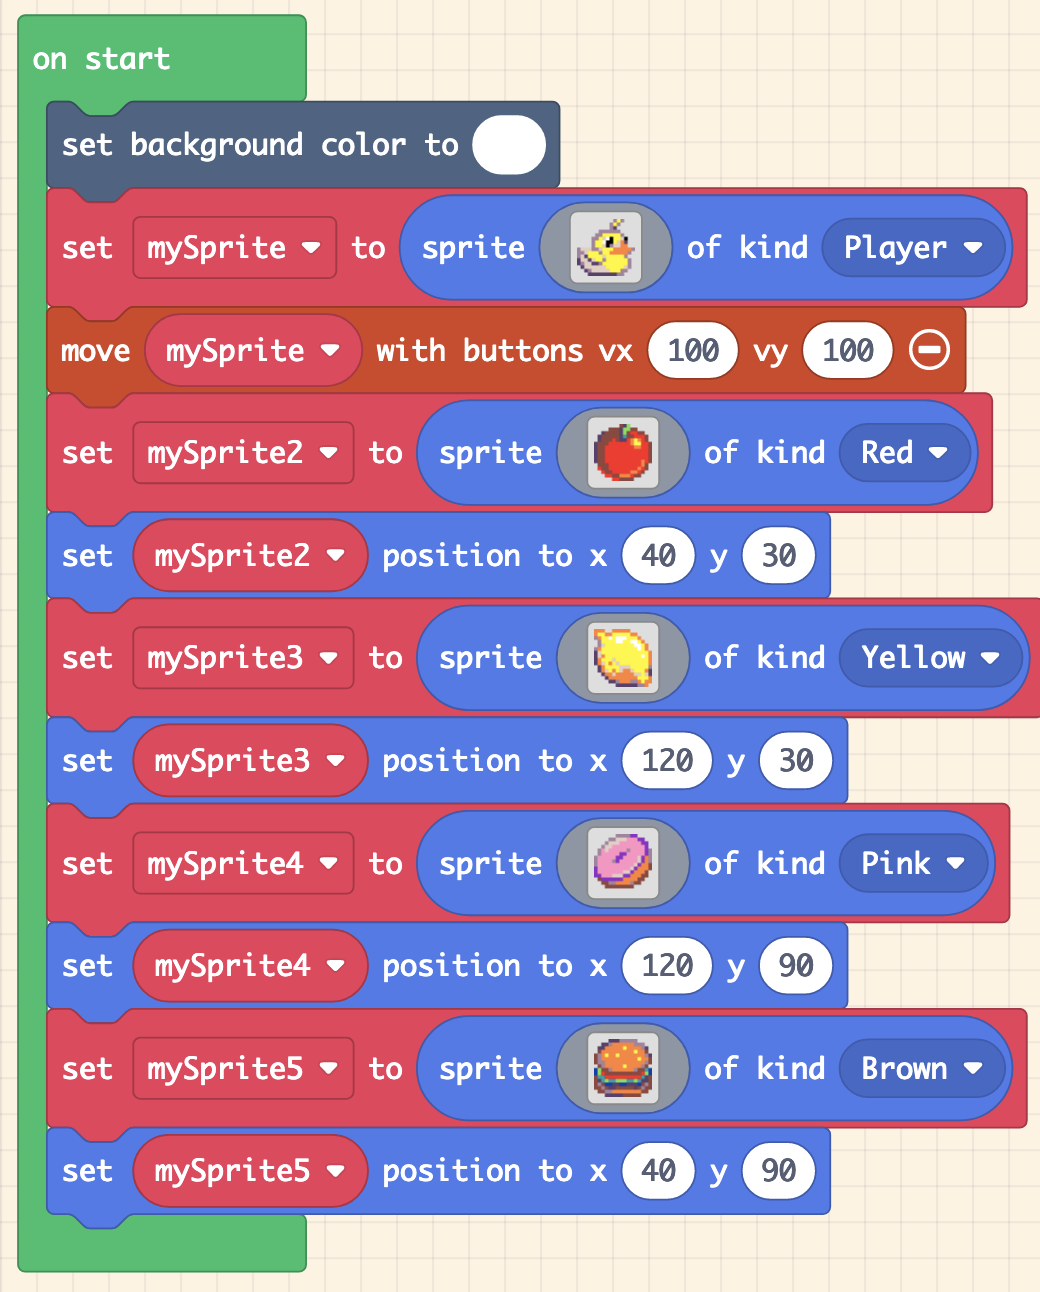 on start
set background color to
set mySprite to sprite of kind Player
move mySprite with buttons vx 100 vy 100
set mySprite2 to sprite of kind Red
set mySprite2 position to x 40 y 30
set mySprite3 to sprite of kind Yellow
set mySprite3 position to x 120 y 30
set mySprite4 to sprite of kind Pink
set mySprite4 position to x 120 y 90
set mySprite5 to sprite of kind Brown
set mySprite5 position to x 40 y 90